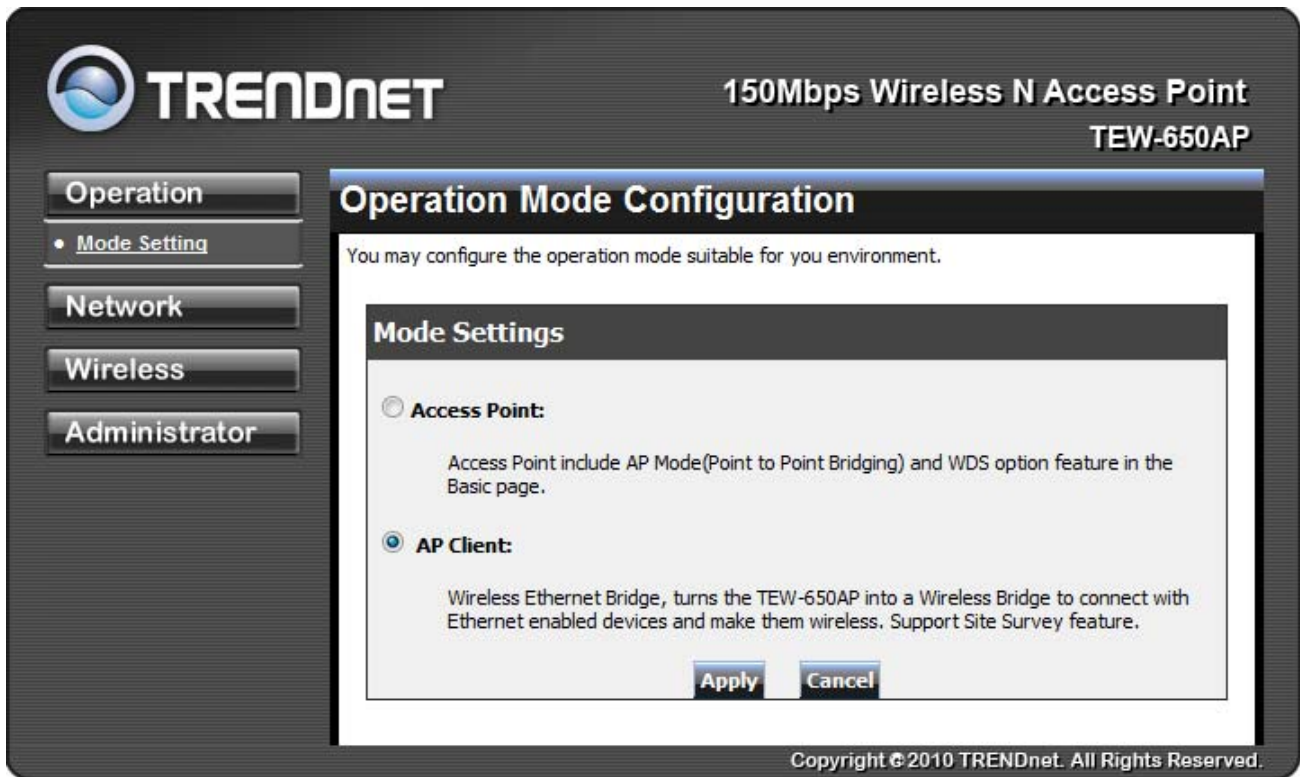 TRENDNET
150Mbps Wireless N Access Point
TEW-650AP
Operation
Mode Setting
Network
Wireless
Administrator
Operation Mode Configuration
You may configure the operation mode suitable for you environment.
Mode Settings
Access Point:
Access Point include AP Mode(Point to Point Bridging) and WDS option feature in the
Basic page.
AP Client:
Wireless Ethernet Bridge, turns the TEW-650AP into a Wireless Bridge to connect with
Ethernet enabled devices and make them wireless. Support Site Survey feature.
Apply
Cancel
Copyright © 2010 TRENDnet. All Rights Reserved.